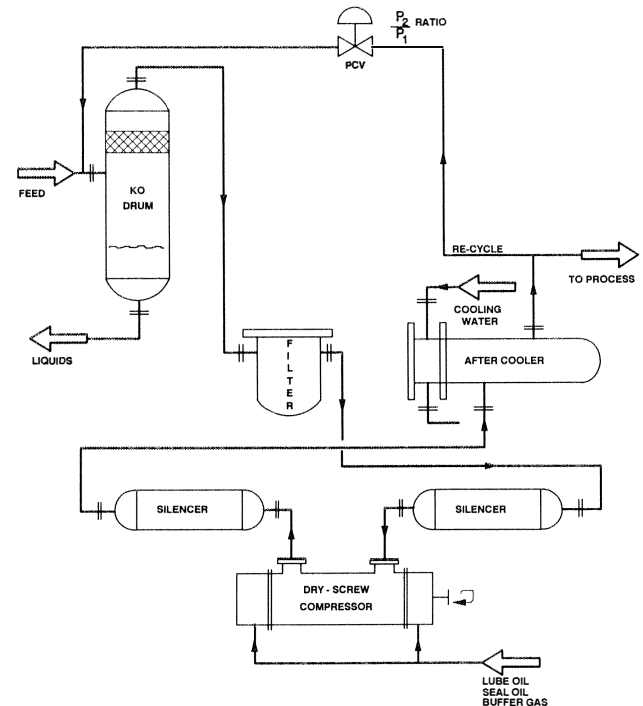 P2 RATIO
P1
PCV
FEED
KO
DRUM
RE-CYCLE
TO PROCESS
COOLING
WATER
LIQUIDS
FILTER
AFTER COOLER
SILENCER
SILENCER
DRY - SCREW
COMPRESSOR
LUBE OIL
SEAL OIL
BUFFER GAS